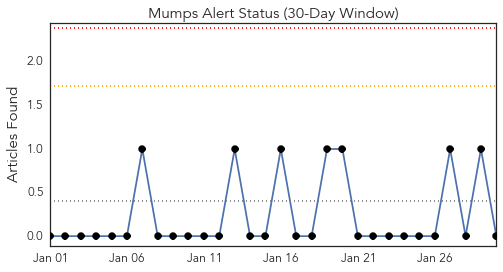 Mumps Alert Status (30-Day Window)
Articles Found
2.0
1.5
1.0
0.5
0.0
Jan 01 Jan 06 Jan 11 Jan 16 Jan 21 Jan 26